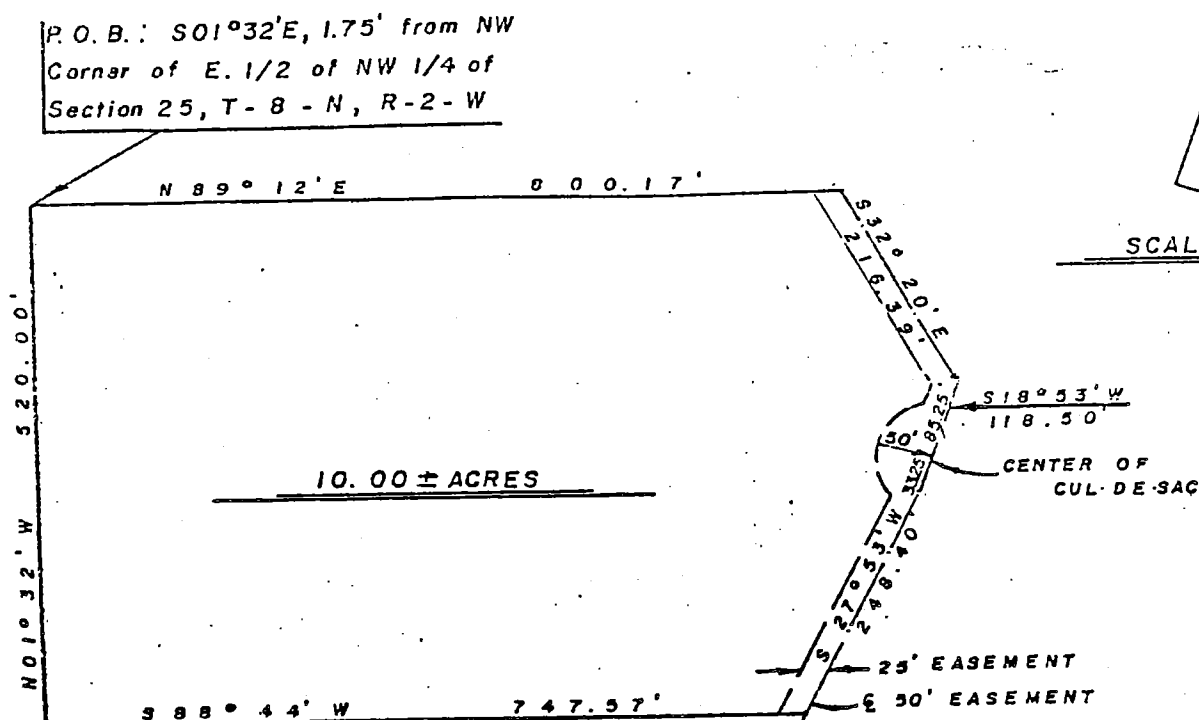 P.O.B.: S01°32'E, 1.75' from NW
Corner of E. 1/2 of NW 1/4 of
Section 25, T-8-N, R-2-W
N 89° 12' E 800.17'
S 32° 20' E
216.39'
SCAL
520.00'
N01° 32' W
S18° 53' W
118.50'
85.25'
50'
33.25'
CENTER OF
CUL-DE-SAC
10.00 ± ACRES
S 27° 53' W
248.40'
25' EASEMENT
℄ 50' EASEMENT
S 88° 44' W 747.57'